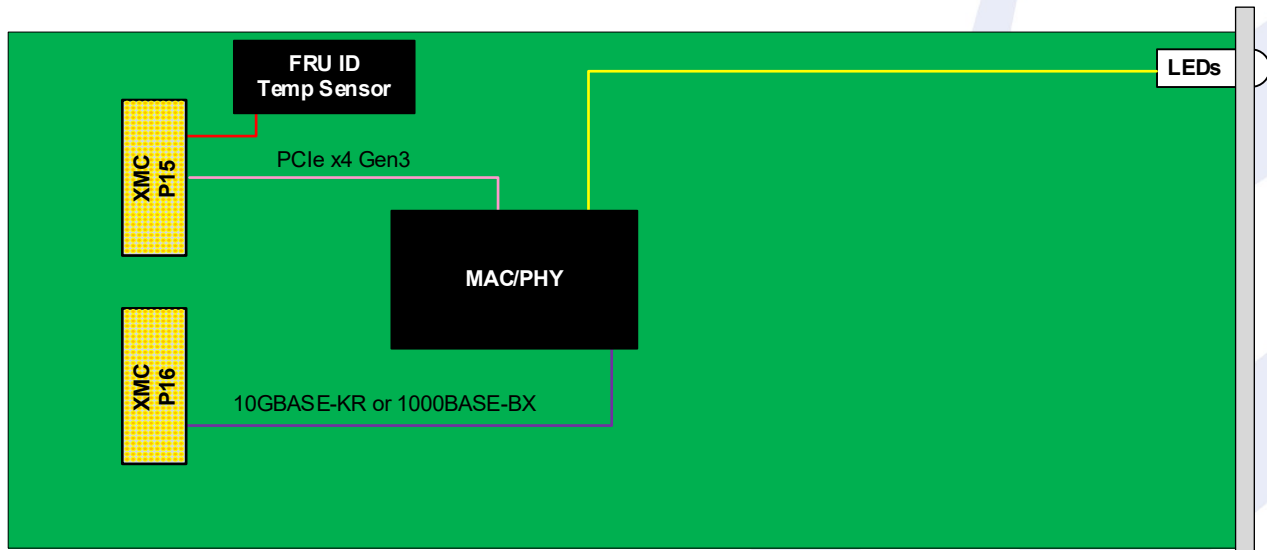 FRU ID
Temp Sensor
LEDs
XMC
P15
PCIe x4 Gen3
MAC/PHY
XMC
P16
10GBASE-KR or 1000BASE-BX